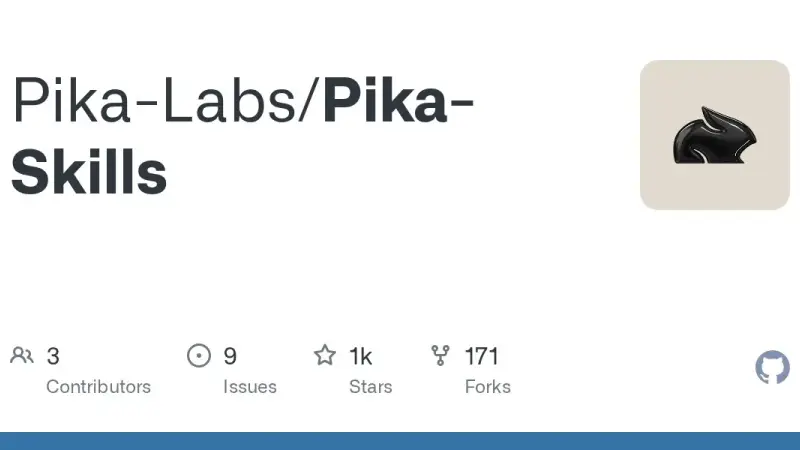 Pika-Labs/Pika-
Skills
3
Contributors
9
Issues
1k
Stars
171
Forks